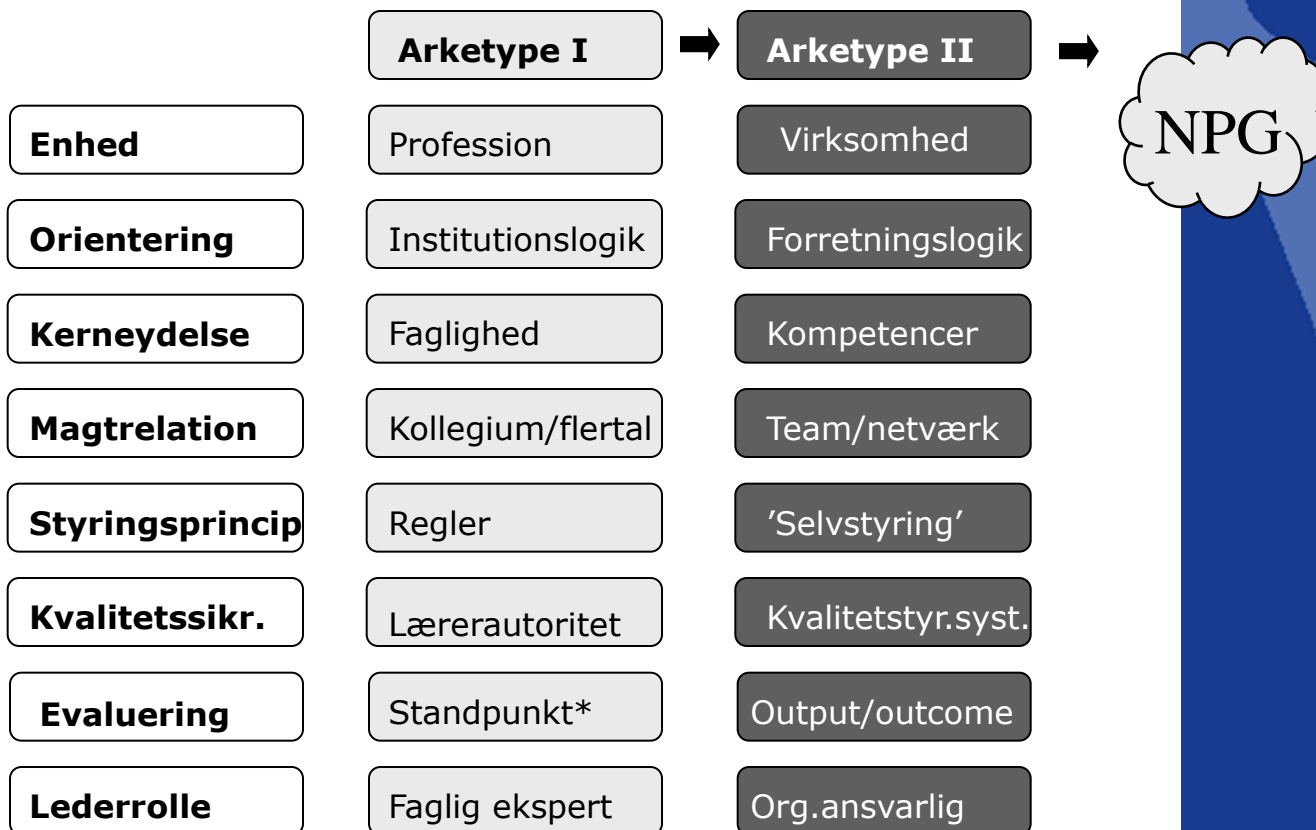 Arketype I Arketype II
NPG
Enhed Profession Virksomhed
Orientering Institutionslogik Forretningslogik
Kerneydelse Faglighed Kompetencer
Magtrelation Kollegium/flertal Team/netværk
Styringsprincip Regler ’Selvstyring’
Kvalitetssikr. Lærerautoritet Kvalitetstyr.syst.
Evaluering Standpunkt* Output/outcome
Lederrolle Faglig ekspert Org.ansvarlig